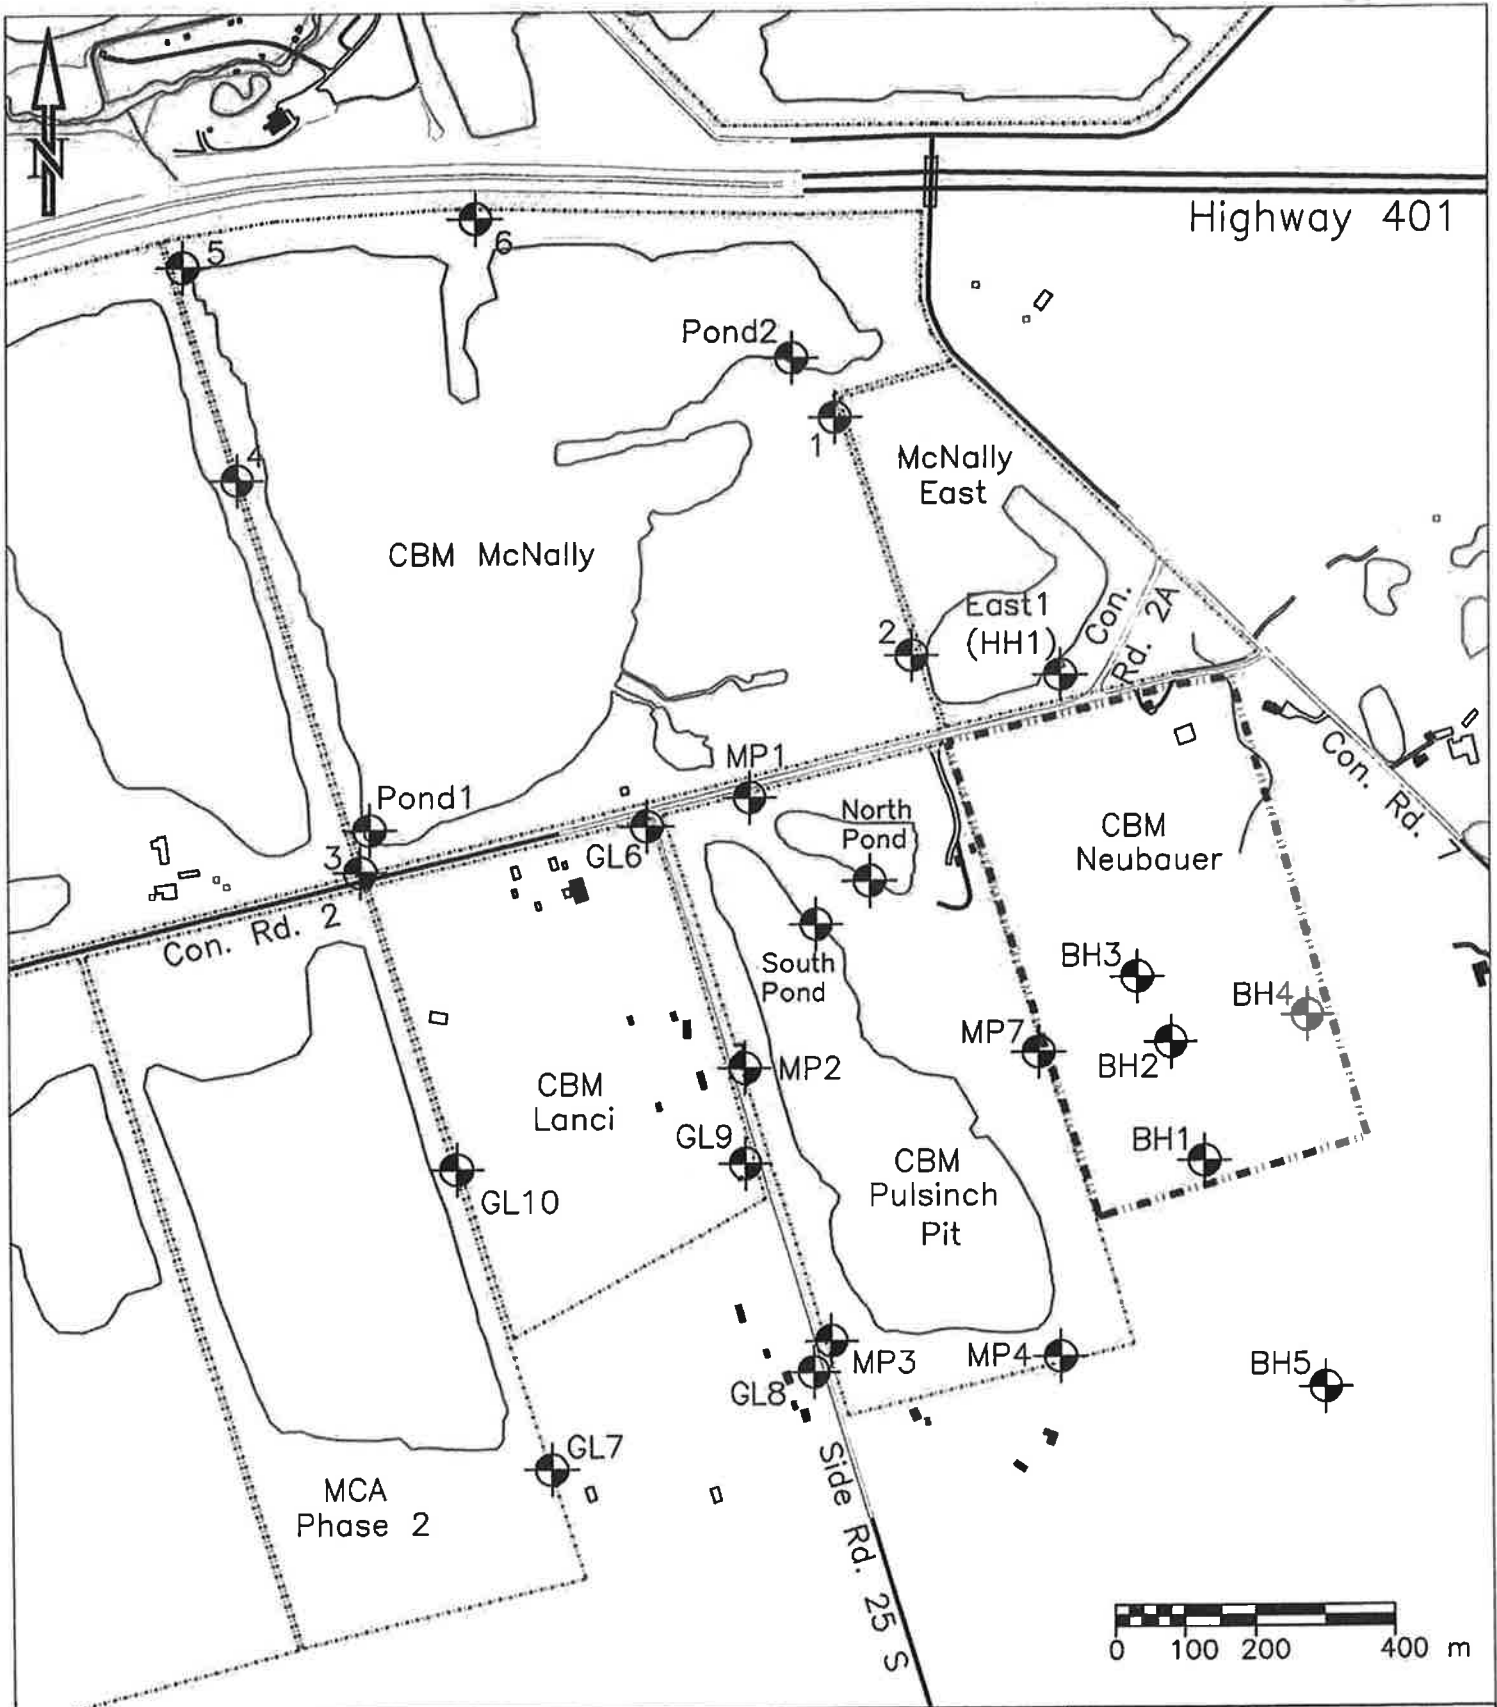 N
Highway 401
5
6
Pond2
1
McNally
East
4
CBM McNally
East1
(HH1)
2
Con.
Rd. 2A
MP1
Con. Rd. 7
Pond1
North
Pond
CBM
Neubauer
3
GL6
Con. Rd. 2
South
Pond
BH3
BH4
MP7
BH2
MP2
CBM
Lanci
GL9
BH1
CBM
Pulsinch
Pit
GL10
MP3
MP4
BH5
GL8
GL7
Side Rd. 25 S
MCA
Phase 2
0 100 200 400 m